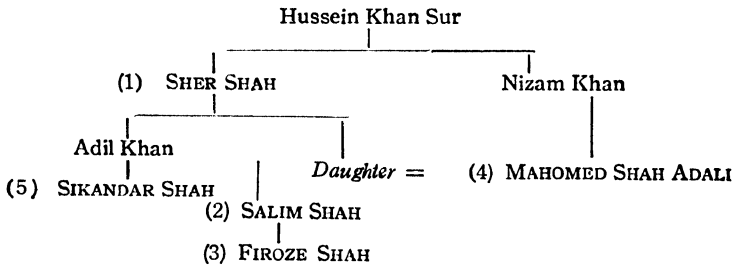 Hussein Khan Sur
(1) SHER SHAH Nizam Khan
Adil Khan
Daughter = (4) MAHOMED SHAH ADALI
(5) SIKANDAR SHAH
(2) SALIM SHAH
(3) FIROZE SHAH